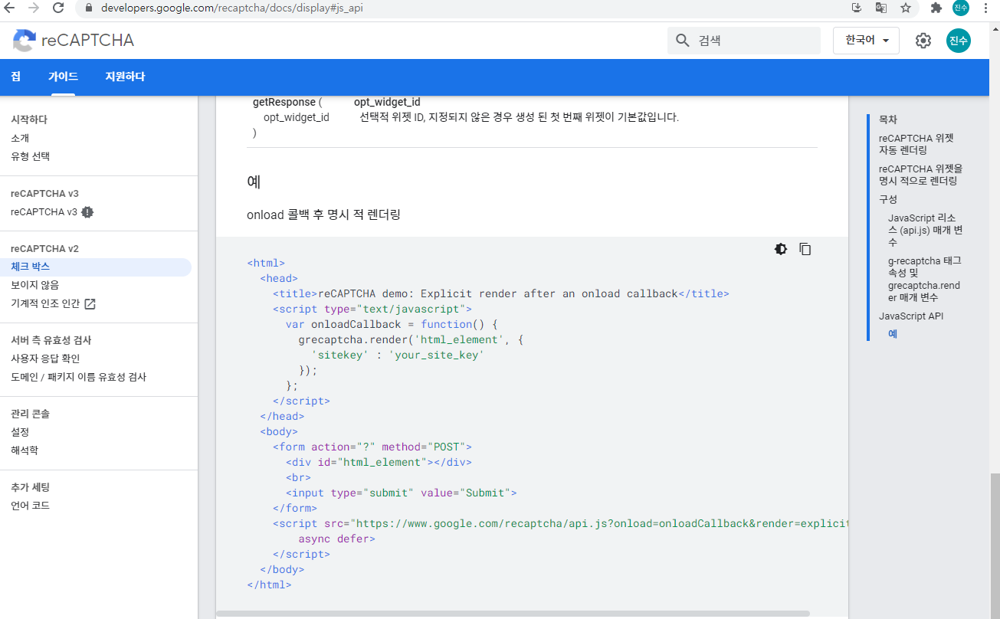 developers.google.com/recaptcha/docs/display#js_api
진수
reCAPTCHA
검색
한국어
진수
집 가이드 지원하다
시작하다
소개
유형 선택
reCAPTCHA v3
reCAPTCHA v3
reCAPTCHA v2
체크 박스
보이지 않음
기계적 인조 인간
서버 측 유효성 검사
사용자 응답 확인
도메인 / 패키지 이름 유효성 검사
관리 콘솔
설정
해석학
추가 세팅
언어 코드
getResponse ( opt_widget_id
opt_widget_id 선택적 위젯 ID, 지정되지 않은 경우 생성 된 첫 번째 위젯이 기본값입니다.
)
예
onload 콜백 후 명시 적 렌더링
<html>
<head>
<title>reCAPTCHA demo: Explicit render after an onload callback</title>
<script type="text/javascript">
var onloadCallback = function() {
grecaptcha.render('html_element', {
'sitekey' : 'your_site_key'
});
};
</script>
</head>
<body>
<form action="?" method="POST">
<div id="html_element"></div>
<br>
<input type="submit" value="Submit">
</form>
<script src="https://www.google.com/recaptcha/api.js?onload=onloadCallback&render=explicit
async defer>
</script>
</body>
</html>
목차
reCAPTCHA 위젯
자동 렌더링
reCAPTCHA 위젯을
명시 적으로 렌더링
구성
JavaScript 리소
스 (api.js) 매개 변
수
g-recaptcha 태그
속성 및
grecaptcha.rend
er 매개 변수
JavaScript API
예